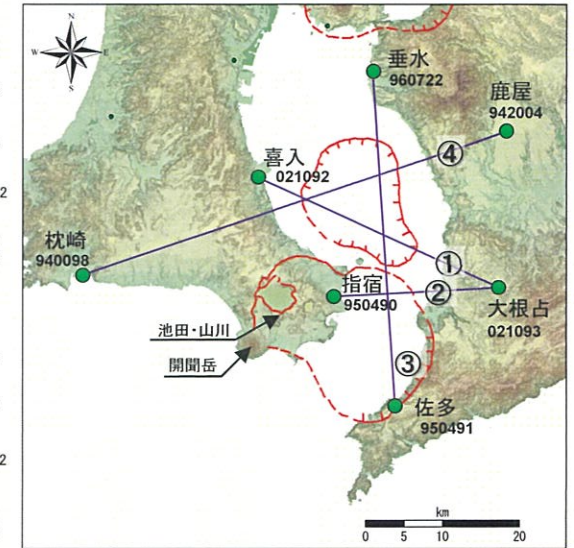 N
W E
S
垂水
960722
鹿屋
942004
④
喜入
021092
2
枕崎
940098
①
指宿
950490
②
大根占
021093
池田・山川
開聞岳
③
佐多
950491
2
km
0 5 10 20